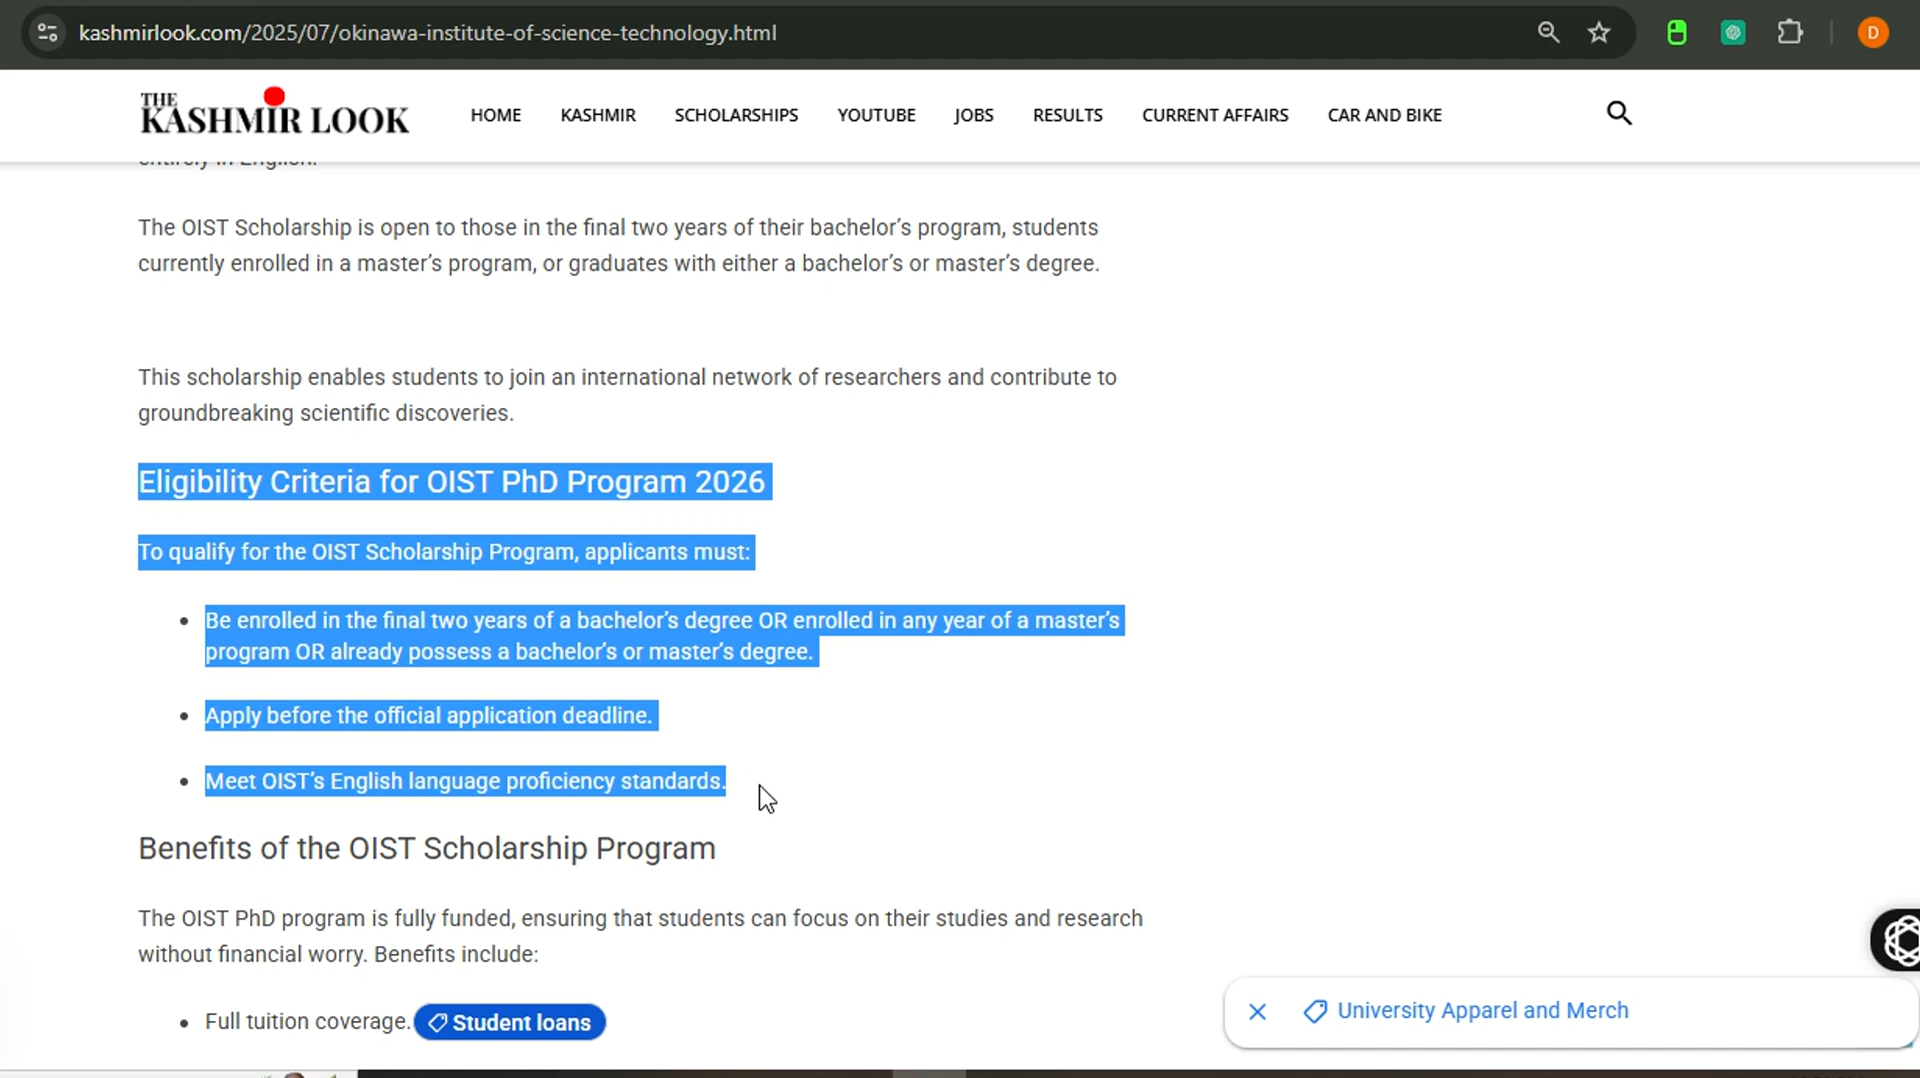 kashmirlook.com/2025/07/okinawa-institute-of-science-technology.html
D
THE
KASHMIR LOOK
HOME
KASHMIR
SCHOLARSHIPS
YOUTUBE
JOBS
RESULTS
CURRENT AFFAIRS
CAR AND BIKE
entirely in English.
The OIST Scholarship is open to those in the final two years of their bachelor’s program, students
currently enrolled in a master’s program, or graduates with either a bachelor’s or master’s degree.
This scholarship enables students to join an international network of researchers and contribute to
groundbreaking scientific discoveries.
Eligibility Criteria for OIST PhD Program 2026
To qualify for the OIST Scholarship Program, applicants must:
Be enrolled in the final two years of a bachelor’s degree OR enrolled in any year of a master’s
program OR already possess a bachelor’s or master’s degree.
Apply before the official application deadline.
Meet OIST’s English language proficiency standards.
Benefits of the OIST Scholarship Program
The OIST PhD program is fully funded, ensuring that students can focus on their studies and research
without financial worry. Benefits include:
Full tuition coverage. Student loans
University Apparel and Merch